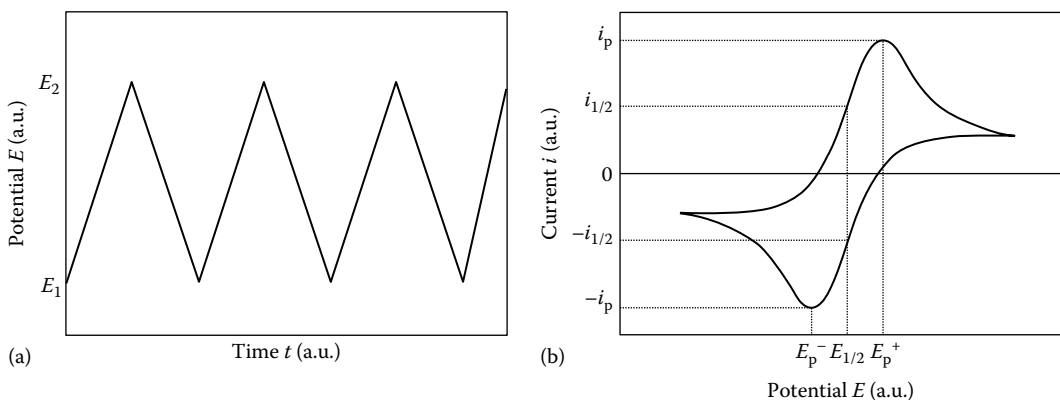 E₂
E₁
Potential E (a.u.)
Time t (a.u.)
(a)
iₚ
i₁/₂
0
−i₁/₂
−iₚ
Current i (a.u.)
Eₚ⁻ E₁/₂ Eₚ⁺
Potential E (a.u.)
(b)